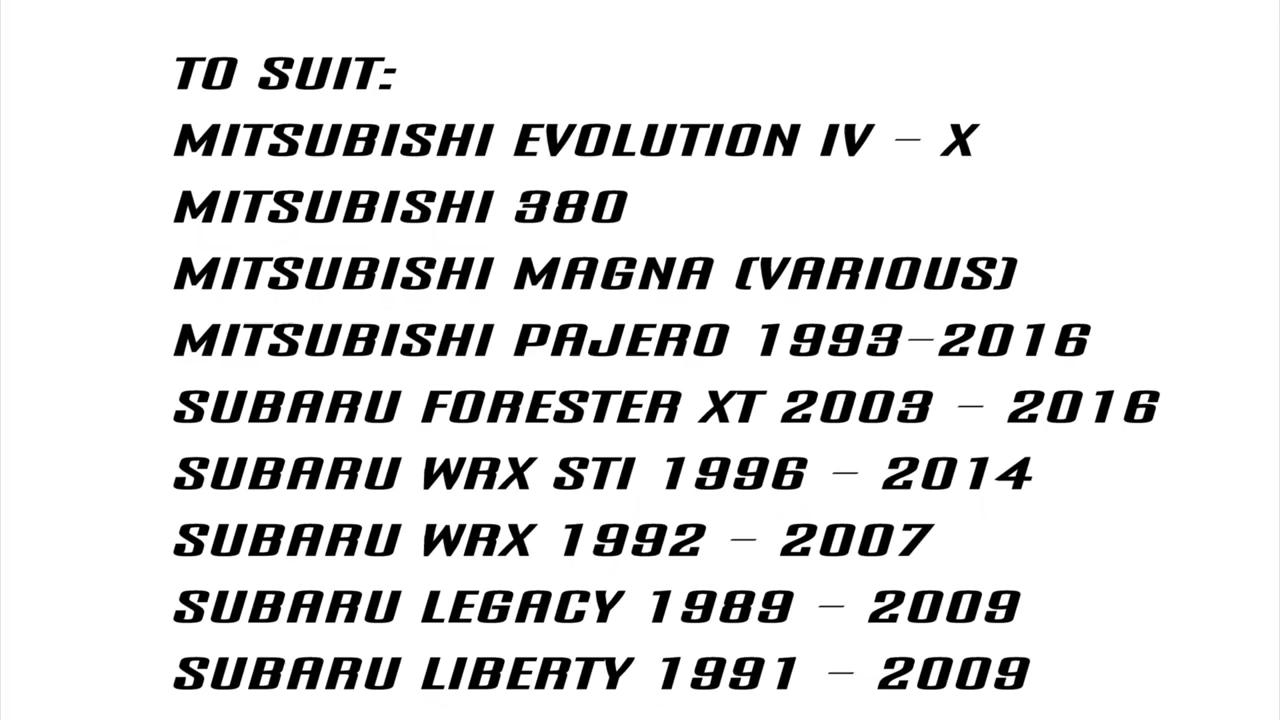 TO SUIT:
MITSUBISHI EVOLUTION IV - X
MITSUBISHI 380
MITSUBISHI MAGNA (VARIOUS)
MITSUBISHI PAJERO 1993-2016
SUBARU FORESTER XT 2003 - 2016
SUBARU WRX STI 1996 - 2014
SUBARU WRX 1992 - 2007
SUBARU LEGACY 1989 - 2009
SUBARU LIBERTY 1991 - 2009